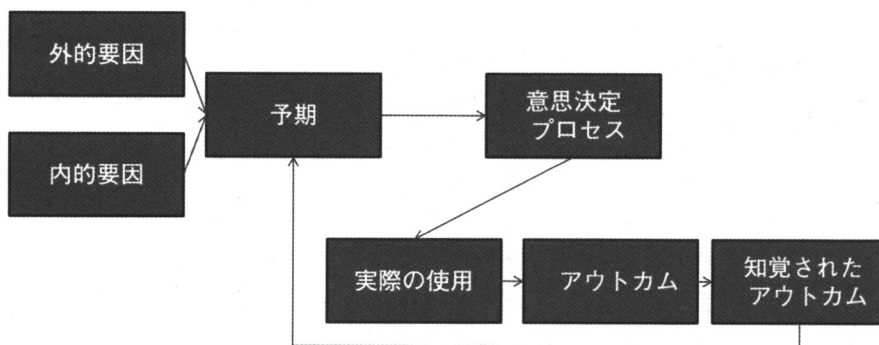 外的要因
予期
意思決定
プロセス
内的要因
実際の使用
アウトカム
知覚された
アウトカム